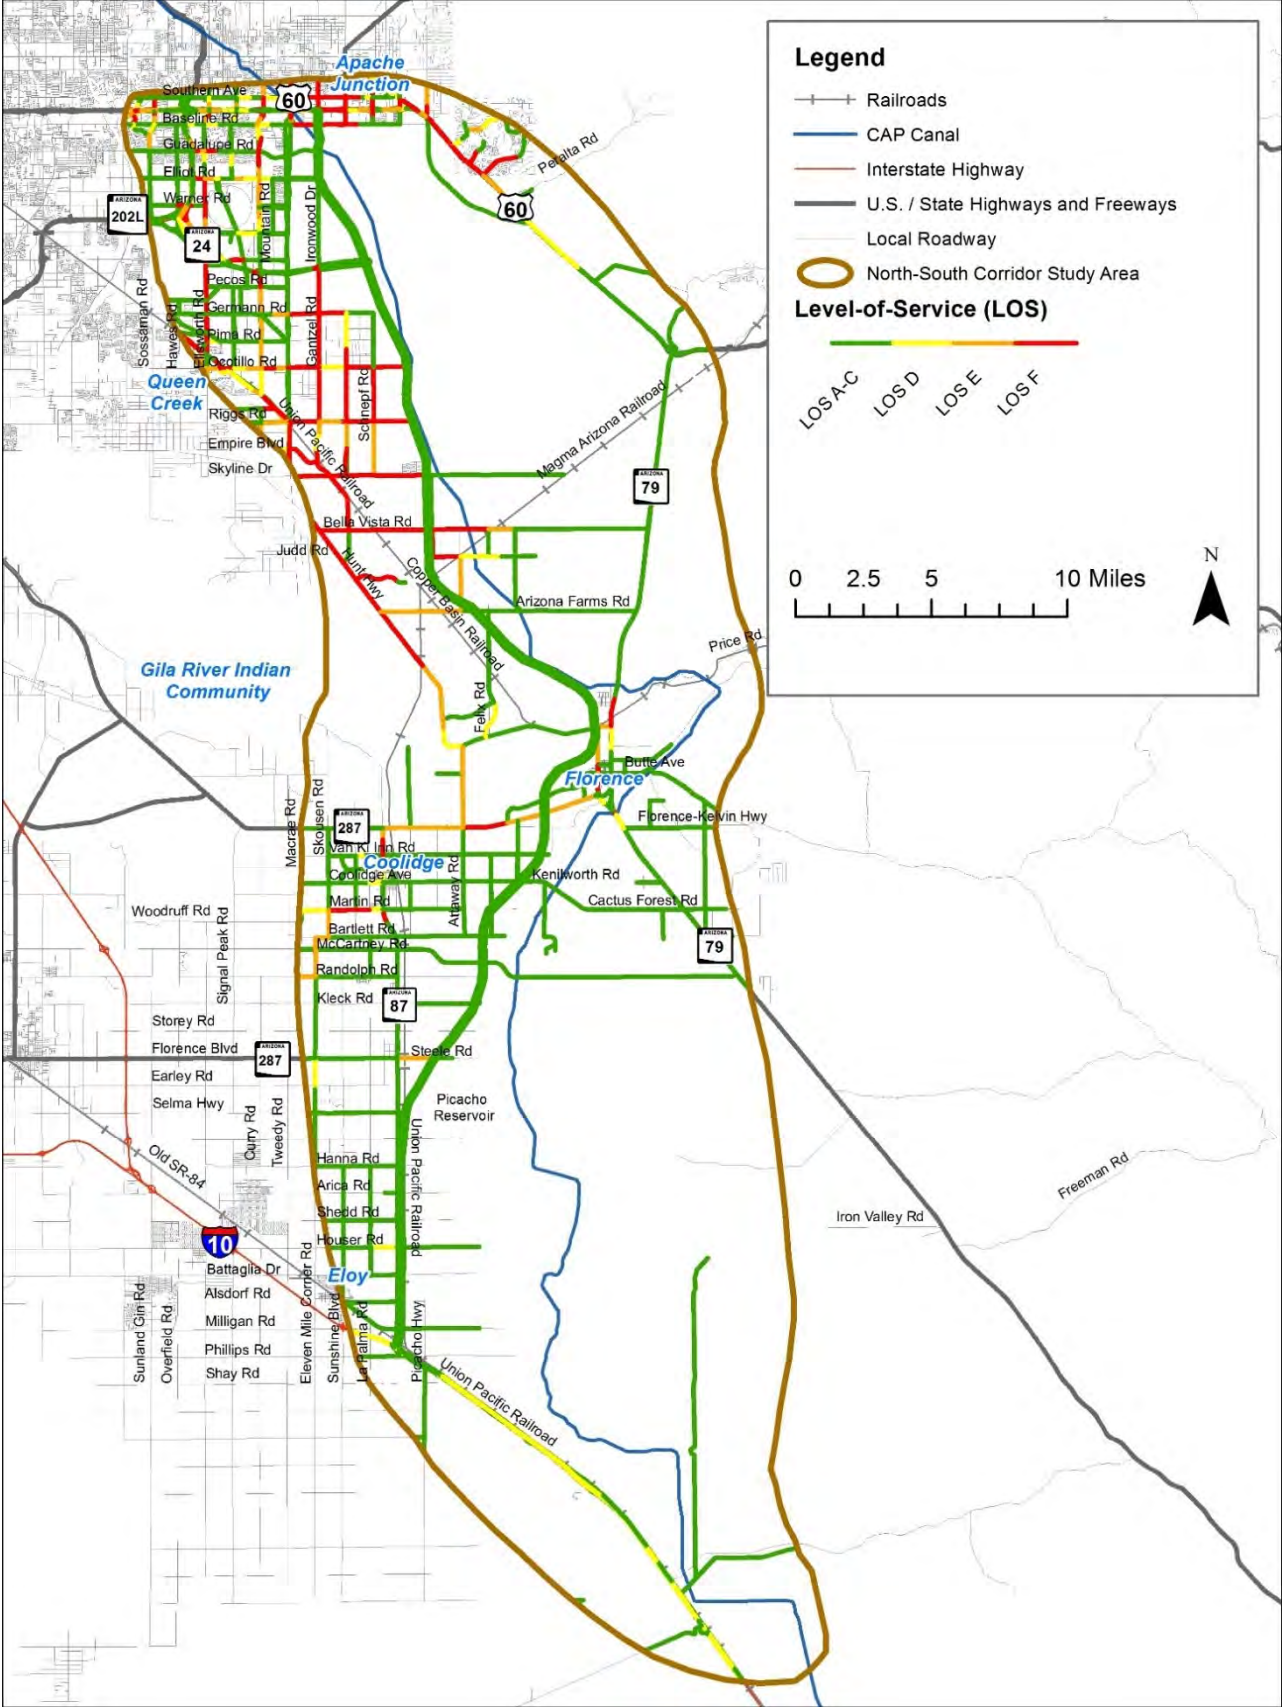 Apache
Junction
Southern Ave
60
Baseline Rd
Guadalupe Rd
Elliot Rd
Warner Rd
ARIZONA
202L
ARIZONA
24
Mountain Rd
Ironwood Dr
Peralta Rd
60
Pecos Rd
Germann Rd
Pima Rd
Ocotillo Rd
Sossaman Rd
Hawes Rd
Ellsworth Rd
Gantzel Rd
Schnepf Rd
Queen
Creek
Riggs Rd
Empire Blvd
Skyline Dr
Union Pacific Railroad
Magma Arizona Railroad
ARIZONA
79
Bella Vista Rd
Judd Rd
Hunt Hwy
Copper Basin Railroad
Arizona Farms Rd
Price Rd
Gila River Indian
Community
Felix Rd
Butte Ave
Florence
Florence-Kelvin Hwy
Macrae Rd
Skousen Rd
ARIZONA
287
Van Ki Inn Rd
Coolidge
Coolidge Ave
Attaway Rd
Kenilworth Rd
Cactus Forest Rd
Martin Rd
Woodruff Rd
Signal Peak Rd
Bartlett Rd
McCartney Rd
ARIZONA
79
Randolph Rd
Kleck Rd
ARIZONA
87
Storey Rd
Florence Blvd
ARIZONA
287
Steele Rd
Earley Rd
Selma Hwy
Picacho
Reservoir
Curry Rd
Tweedy Rd
Old SR-84
Union Pacific Railroad
Hanna Rd
Arica Rd
Shedd Rd
Houser Rd
Freeman Rd
Iron Valley Rd
10
Battaglia Dr
Eloy
Alsdorf Rd
Milligan Rd
Phillips Rd
Shay Rd
Sunland Gin Rd
Overfield Rd
Eleven Mile Corner Rd
Sunshine Blvd
La Palma Rd
Picacho Hwy
Union Pacific Railroad
Legend
Railroads
CAP Canal
Interstate Highway
U.S. / State Highways and Freeways
Local Roadway
North-South Corridor Study Area
Level-of-Service (LOS)
LOS A-C
LOS D
LOS E
LOS F
0 2.5 5 10 Miles
N